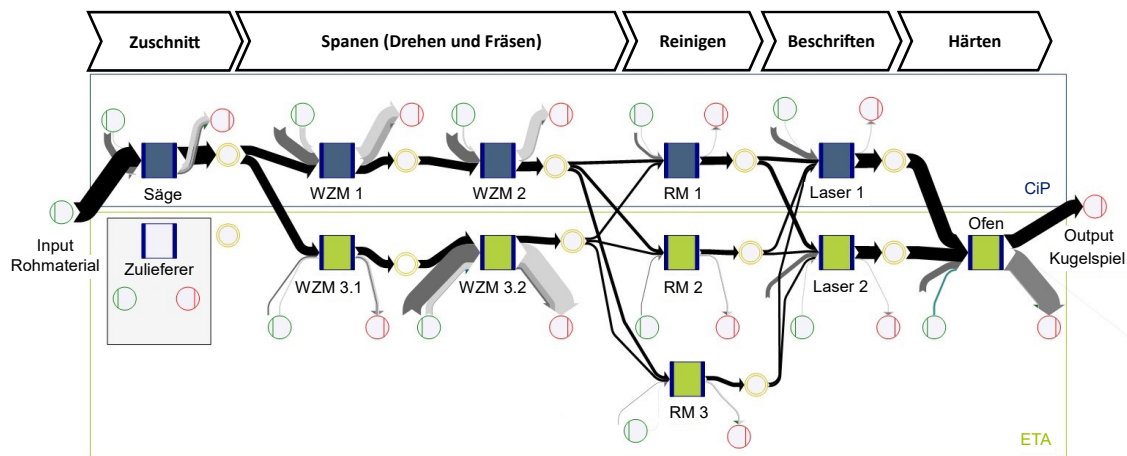 Zuschnitt
Spanen (Drehen und Fräsen)
Reinigen
Beschriften
Härten
Säge
WZM 1
WZM 2
RM 1
Laser 1
CiP
Input
Rohmaterial
Zulieferer
WZM 3.1
WZM 3.2
RM 2
Laser 2
Ofen
Output
Kugelspiel
RM 3
ETA